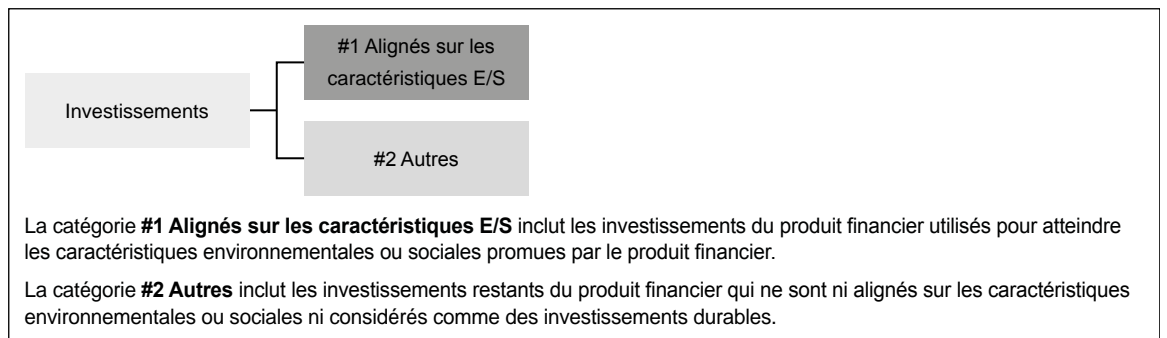 #1 Alignés sur les
caractéristiques E/S
Investissements
#2 Autres
La catégorie #1 Alignés sur les caractéristiques E/S inclut les investissements du produit financier utilisés pour atteindre
les caractéristiques environnementales ou sociales promues par le produit financier.
La catégorie #2 Autres inclut les investissements restants du produit financier qui ne sont ni alignés sur les caractéristiques
environnementales ou sociales ni considérés comme des investissements durables.